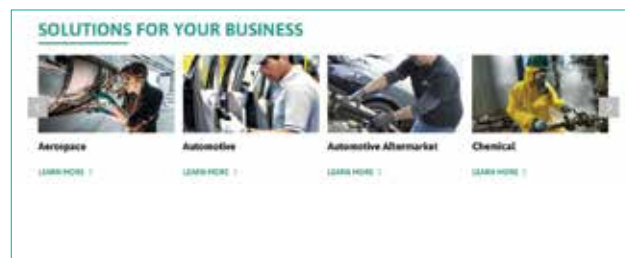 SOLUTIONS FOR YOUR BUSINESS
Aerospace
Automotive
Automotive Aftermarket
Chemical
LEARN MORE
LEARN MORE
LEARN MORE
LEARN MORE